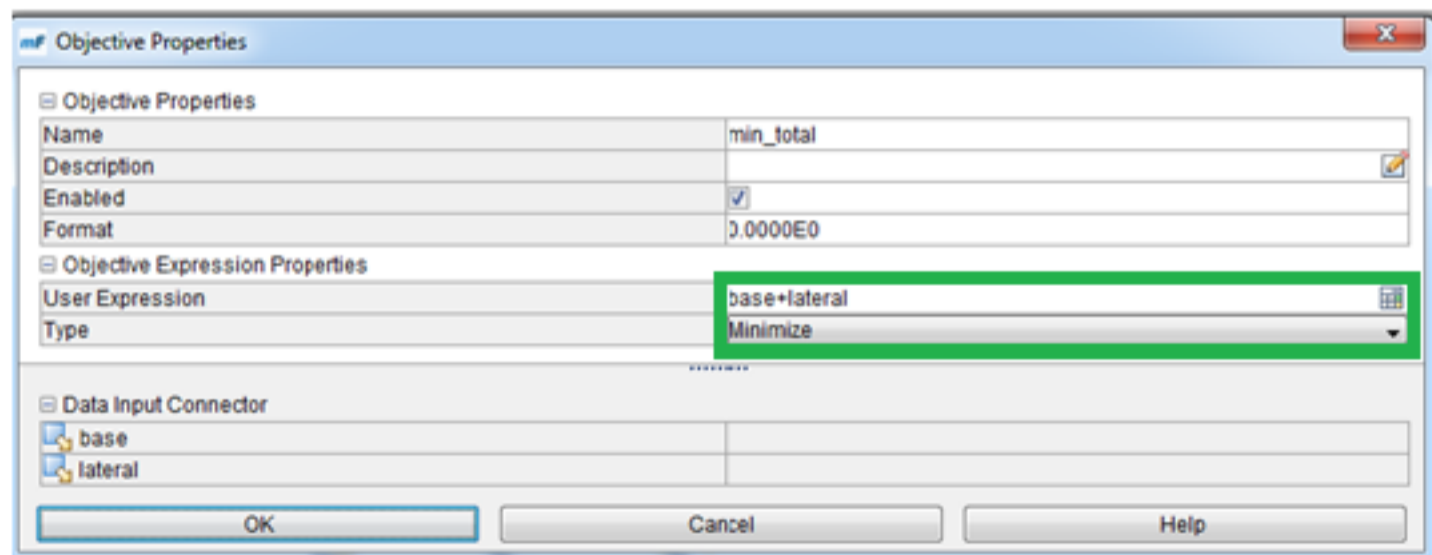 mF Objective Properties
Objective Properties
Name min_total
Description
Enabled
Format 0.0000E0
Objective Expression Properties
User Expression base+lateral
Type Minimize
Data Input Connector
base
lateral
OK Cancel Help